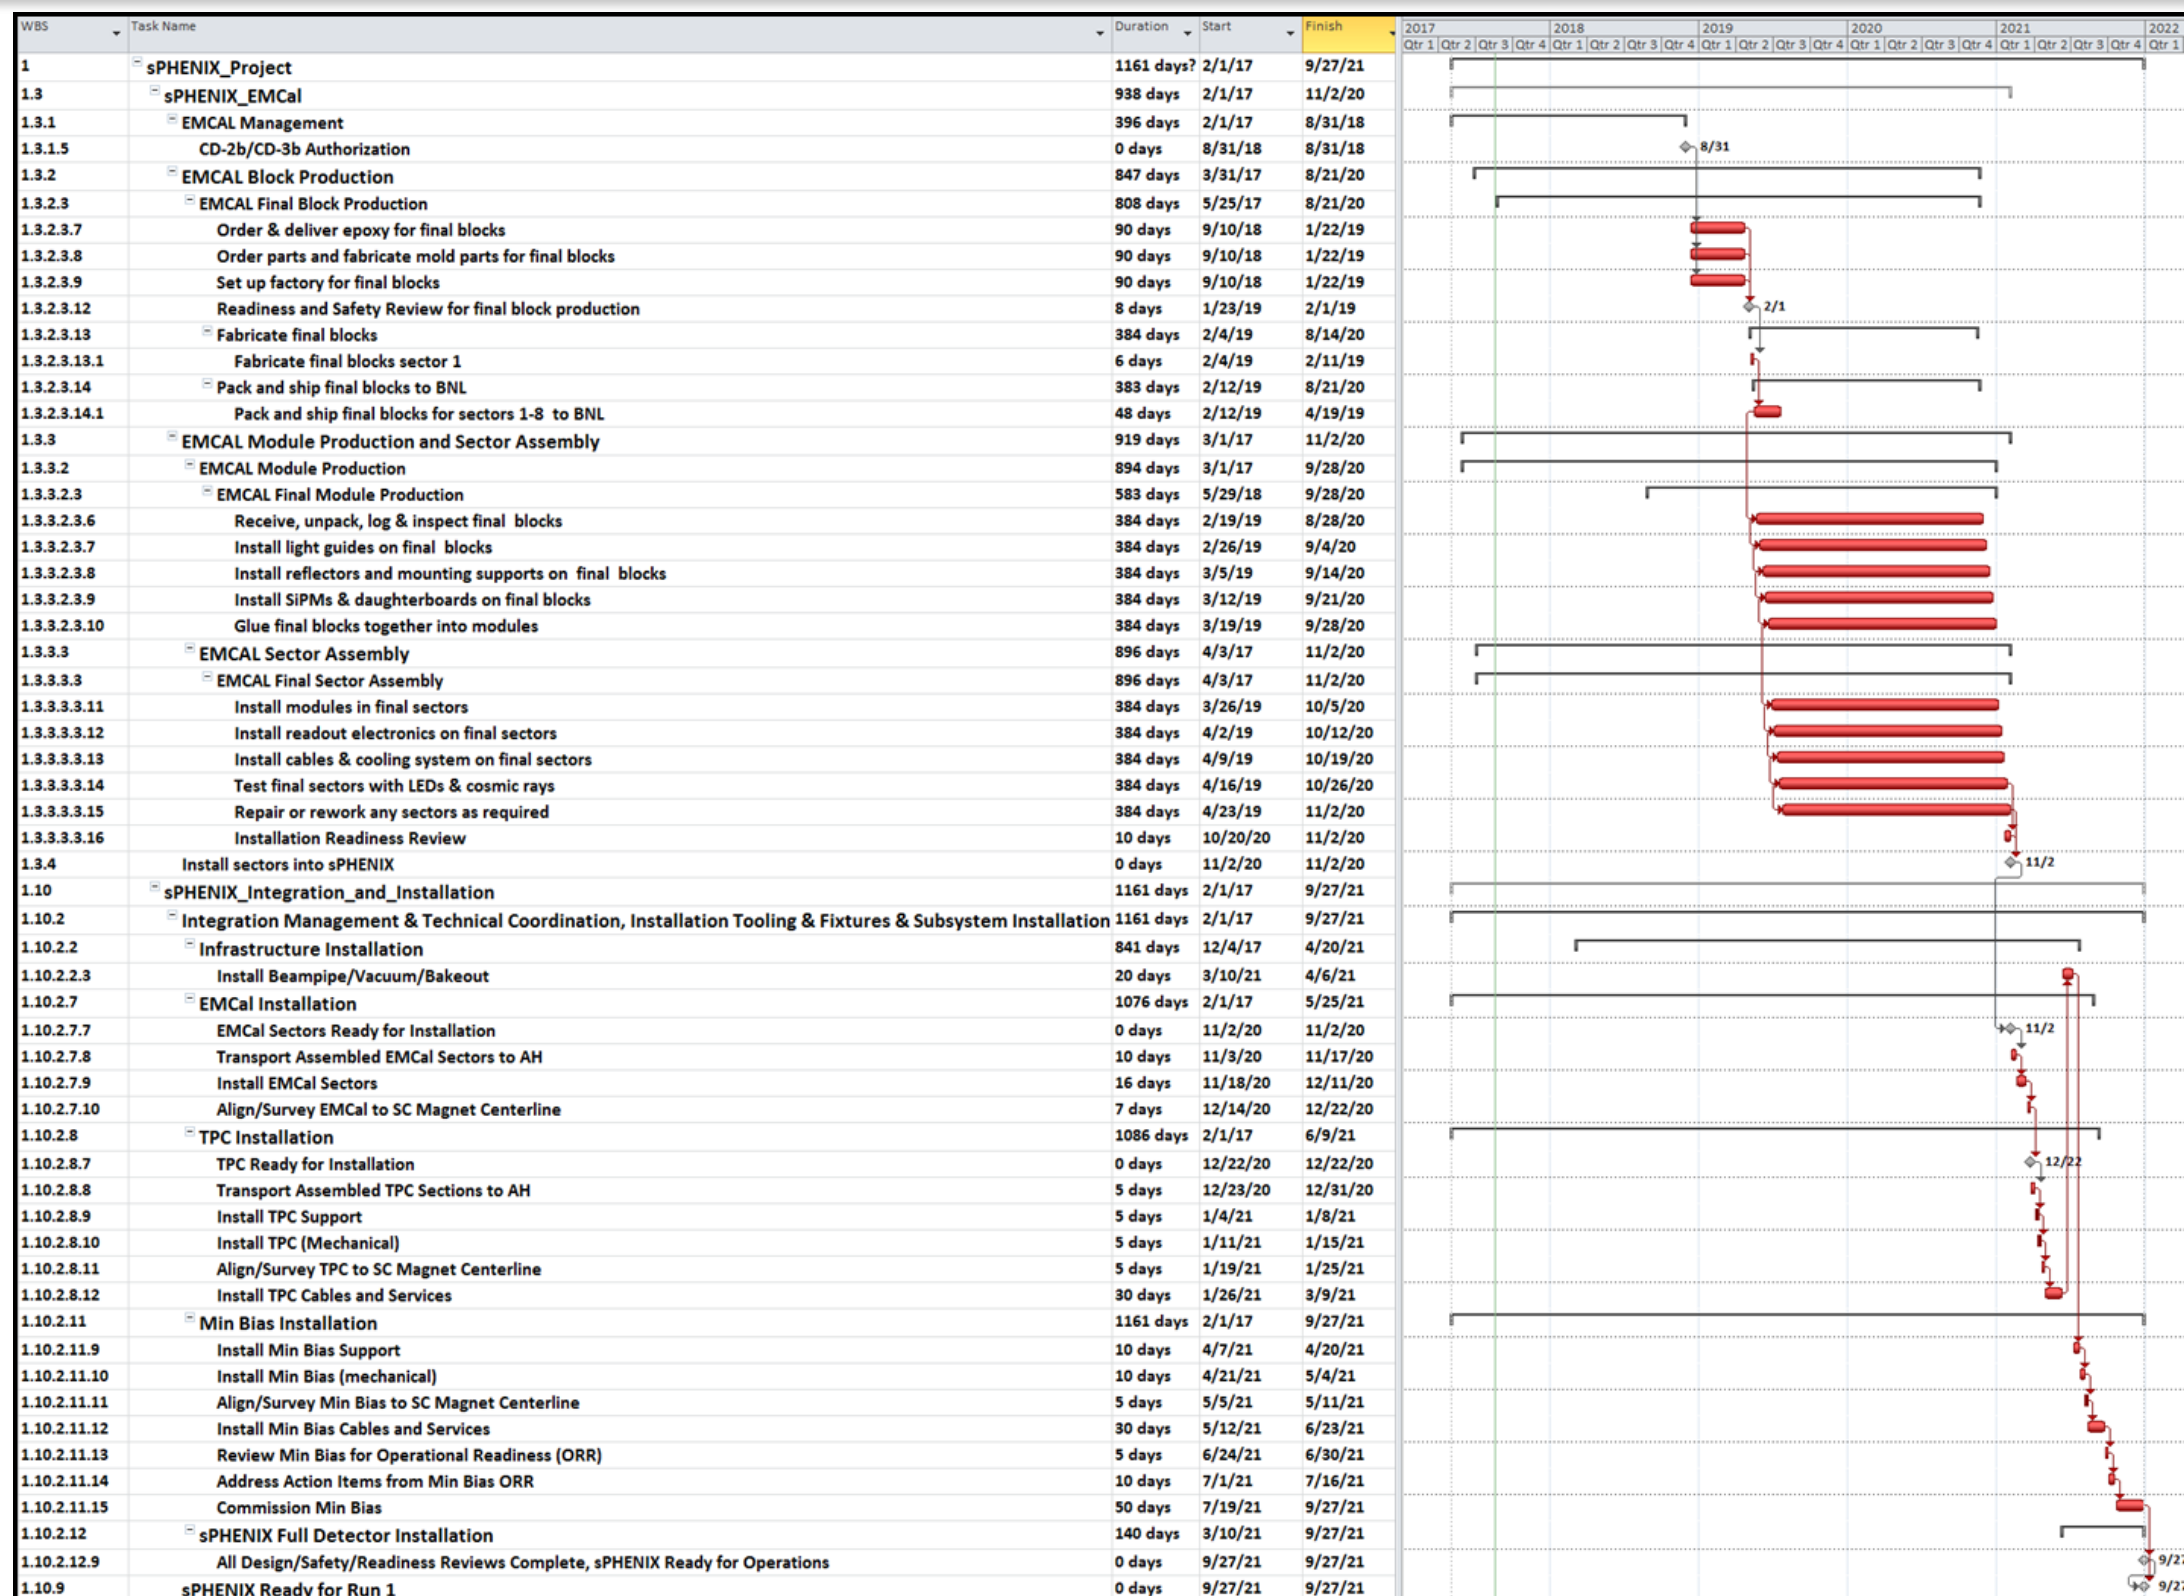 WBS Task Name Duration Start Finish 2017 2018 2019 2020 2021 2022
Qtr 1 Qtr 2 Qtr 3 Qtr 4 Qtr 1 Qtr 2 Qtr 3 Qtr 4 Qtr 1 Qtr 2 Qtr 3 Qtr 4 Qtr 1 Qtr 2 Qtr 3 Qtr 4 Qtr 1 Qtr 2 Qtr 3 Qtr 4 Qtr 1
1 sPHENIX_Project 1161 days? 2/1/17 9/27/21
1.3 sPHENIX_EMCal 938 days 2/1/17 11/2/20
1.3.1 EMCAL Management 396 days 2/1/17 8/31/18
1.3.1.5 CD-2b/CD-3b Authorization 0 days 8/31/18 8/31/18 8/31
1.3.2 EMCAL Block Production 847 days 3/31/17 8/21/20
1.3.2.3 EMCAL Final Block Production 808 days 5/25/17 8/21/20
1.3.2.3.7 Order & deliver epoxy for final blocks 90 days 9/10/18 1/22/19
1.3.2.3.8 Order parts and fabricate mold parts for final blocks 90 days 9/10/18 1/22/19
1.3.2.3.9 Set up factory for final blocks 90 days 9/10/18 1/22/19
1.3.2.3.12 Readiness and Safety Review for final block production 8 days 1/23/19 2/1/19 2/1
1.3.2.3.13 Fabricate final blocks 384 days 2/4/19 8/14/20
1.3.2.3.13.1 Fabricate final blocks sector 1 6 days 2/4/19 2/11/19
1.3.2.3.14 Pack and ship final blocks to BNL 383 days 2/12/19 8/21/20
1.3.2.3.14.1 Pack and ship final blocks for sectors 1-8 to BNL 48 days 2/12/19 4/19/19
1.3.3 EMCAL Module Production and Sector Assembly 919 days 3/1/17 11/2/20
1.3.3.2 EMCAL Module Production 894 days 3/1/17 9/28/20
1.3.3.2.3 EMCAL Final Module Production 583 days 5/29/18 9/28/20
1.3.3.2.3.6 Receive, unpack, log & inspect final blocks 384 days 2/19/19 8/28/20
1.3.3.2.3.7 Install light guides on final blocks 384 days 2/26/19 9/4/20
1.3.3.2.3.8 Install reflectors and mounting supports on final blocks 384 days 3/5/19 9/14/20
1.3.3.2.3.9 Install SiPMs & daughterboards on final blocks 384 days 3/12/19 9/21/20
1.3.3.2.3.10 Glue final blocks together into modules 384 days 3/19/19 9/28/20
1.3.3.3 EMCAL Sector Assembly 896 days 4/3/17 11/2/20
1.3.3.3.3 EMCAL Final Sector Assembly 896 days 4/3/17 11/2/20
1.3.3.3.3.11 Install modules in final sectors 384 days 3/26/19 10/5/20
1.3.3.3.3.12 Install readout electronics on final sectors 384 days 4/2/19 10/12/20
1.3.3.3.3.13 Install cables & cooling system on final sectors 384 days 4/9/19 10/19/20
1.3.3.3.3.14 Test final sectors with LEDs & cosmic rays 384 days 4/16/19 10/26/20
1.3.3.3.3.15 Repair or rework any sectors as required 384 days 4/23/19 11/2/20
1.3.3.3.3.16 Installation Readiness Review 10 days 10/20/20 11/2/20
1.3.4 Install sectors into sPHENIX 0 days 11/2/20 11/2/20 11/2
1.10 sPHENIX_Integration_and_Installation 1161 days 2/1/17 9/27/21
1.10.2 Integration Management & Technical Coordination, Installation Tooling & Fixtures & Subsystem Installation 1161 days 2/1/17 9/27/21
1.10.2.2 Infrastructure Installation 841 days 12/4/17 4/20/21
1.10.2.2.3 Install Beampipe/Vacuum/Bakeout 20 days 3/10/21 4/6/21
1.10.2.7 EMCal Installation 1076 days 2/1/17 5/25/21
1.10.2.7.7 EMCal Sectors Ready for Installation 0 days 11/2/20 11/2/20 11/2
1.10.2.7.8 Transport Assembled EMCal Sectors to AH 10 days 11/3/20 11/17/20
1.10.2.7.9 Install EMCal Sectors 16 days 11/18/20 12/11/20
1.10.2.7.10 Align/Survey EMCal to SC Magnet Centerline 7 days 12/14/20 12/22/20
1.10.2.8 TPC Installation 1086 days 2/1/17 6/9/21
1.10.2.8.7 TPC Ready for Installation 0 days 12/22/20 12/22/20 12/22
1.10.2.8.8 Transport Assembled TPC Sections to AH 5 days 12/23/20 12/31/20
1.10.2.8.9 Install TPC Support 5 days 1/4/21 1/8/21
1.10.2.8.10 Install TPC (Mechanical) 5 days 1/11/21 1/15/21
1.10.2.8.11 Align/Survey TPC to SC Magnet Centerline 5 days 1/19/21 1/25/21
1.10.2.8.12 Install TPC Cables and Services 30 days 1/26/21 3/9/21
1.10.2.11 Min Bias Installation 1161 days 2/1/17 9/27/21
1.10.2.11.9 Install Min Bias Support 10 days 4/7/21 4/20/21
1.10.2.11.10 Install Min Bias (mechanical) 10 days 4/21/21 5/4/21
1.10.2.11.11 Align/Survey Min Bias to SC Magnet Centerline 5 days 5/5/21 5/11/21
1.10.2.11.12 Install Min Bias Cables and Services 30 days 5/12/21 6/23/21
1.10.2.11.13 Review Min Bias for Operational Readiness (ORR) 5 days 6/24/21 6/30/21
1.10.2.11.14 Address Action Items from Min Bias ORR 10 days 7/1/21 7/16/21
1.10.2.11.15 Commission Min Bias 50 days 7/19/21 9/27/21
1.10.2.12 sPHENIX Full Detector Installation 140 days 3/10/21 9/27/21
1.10.2.12.9 All Design/Safety/Readiness Reviews Complete, sPHENIX Ready for Operations 0 days 9/27/21 9/27/21 9/27
1.10.9 sPHENIX Ready for Run 1 0 days 9/27/21 9/27/21